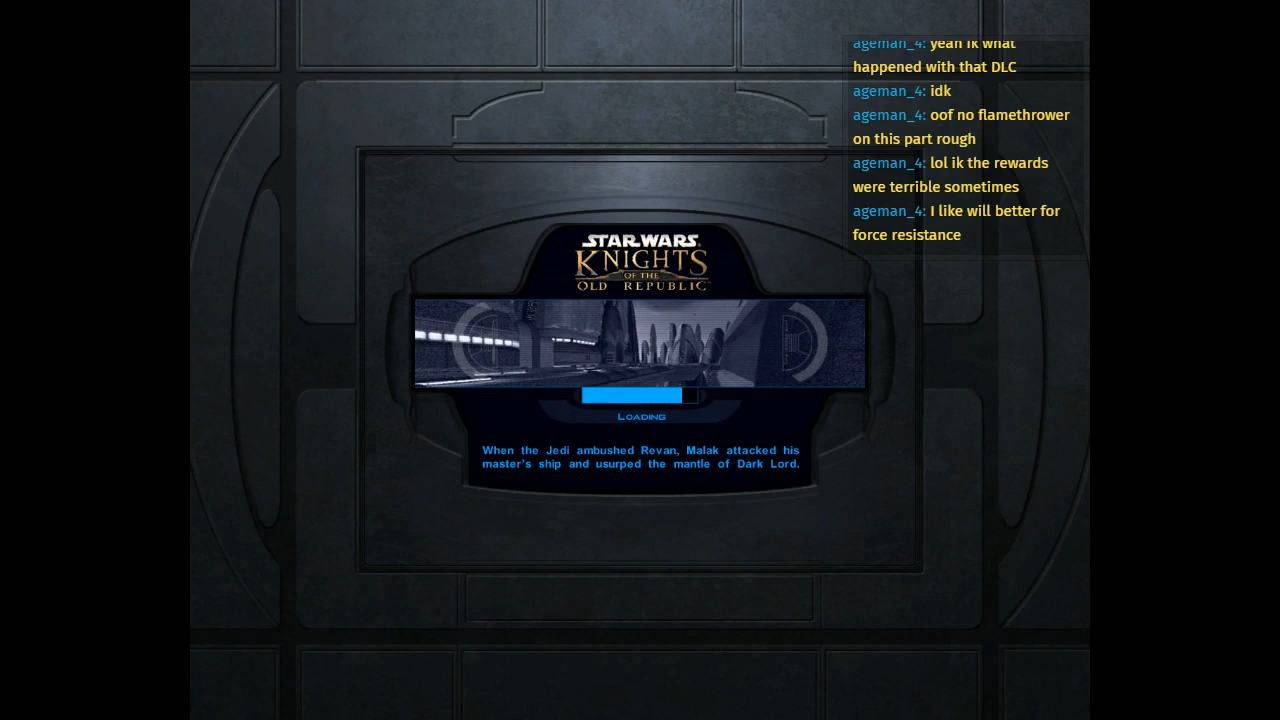 ageman_4: yeah ik what
happened with that DLC
ageman_4: idk
ageman_4: oof no flamethrower
on this part rough
ageman_4: lol ik the rewards
were terrible sometimes
ageman_4: I like will better for
force resistance
STAR WARS
KNIGHTS
OF THE
OLD REPUBLIC
LOADING
When the Jedi ambushed Revan, Malak attacked his
master's ship and usurped the mantle of Dark Lord.